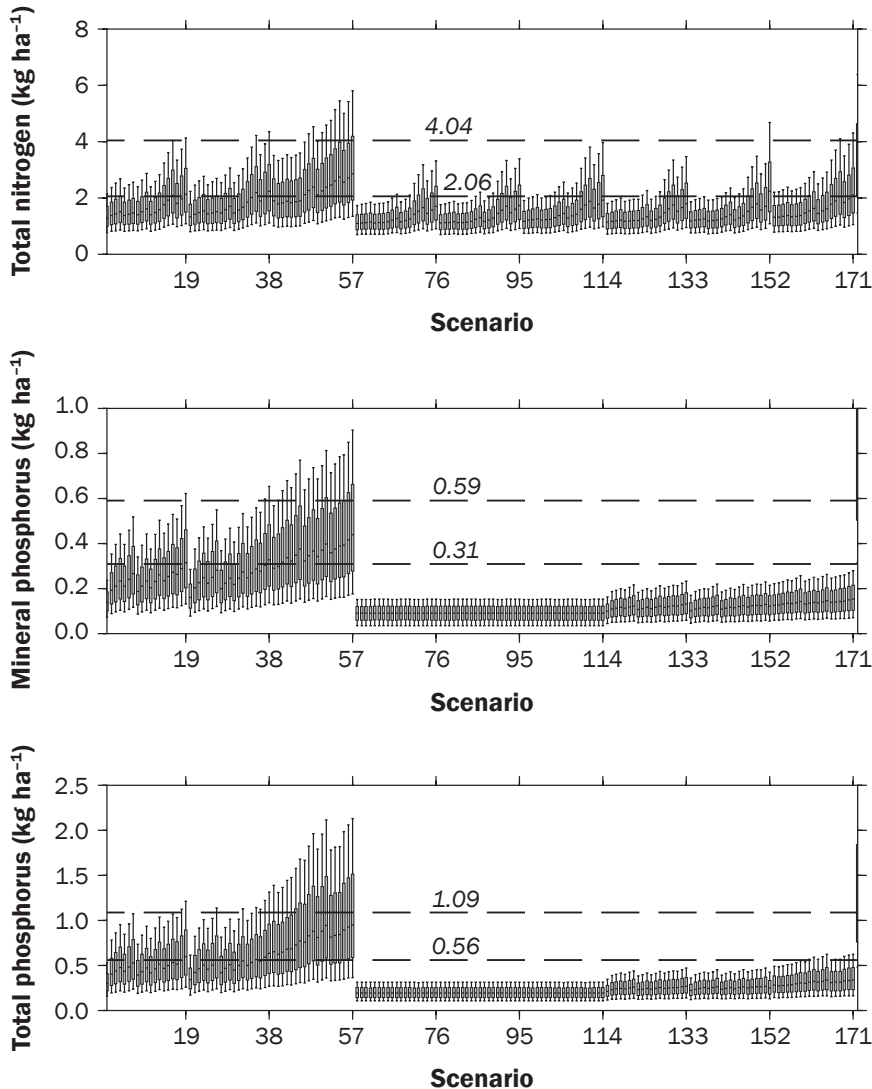 Total nitrogen (kg ha⁻¹)
8
6
4
2
0
4.04
2.06
19 38 57 76 95 114 133 152 171
Scenario
Mineral phosphorus (kg ha⁻¹)
1.0
0.8
0.6
0.4
0.2
0.0
0.59
0.31
19 38 57 76 95 114 133 152 171
Scenario
Total phosphorus (kg ha⁻¹)
2.5
2.0
1.5
1.0
0.5
0.0
1.09
0.56
19 38 57 76 95 114 133 152 171
Scenario